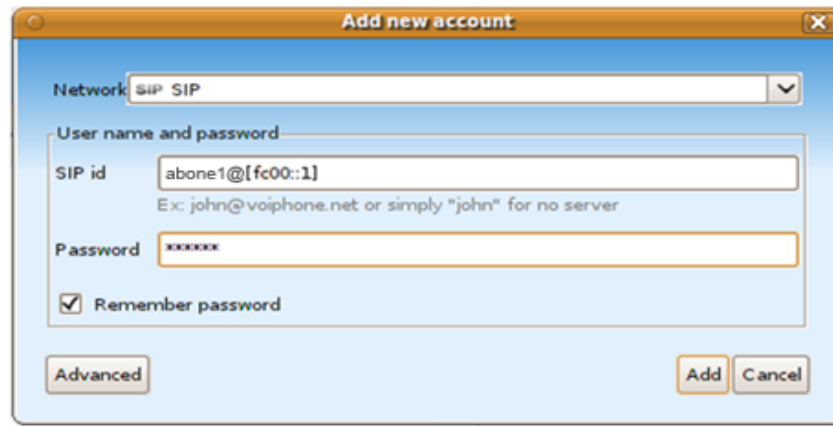 Add new account
Network SIP SIP
User name and password
SIP id abone1@[fc00::1]
Ex: john@voiphone.net or simply "john" for no server
Password ******
Remember password
Advanced Add Cancel